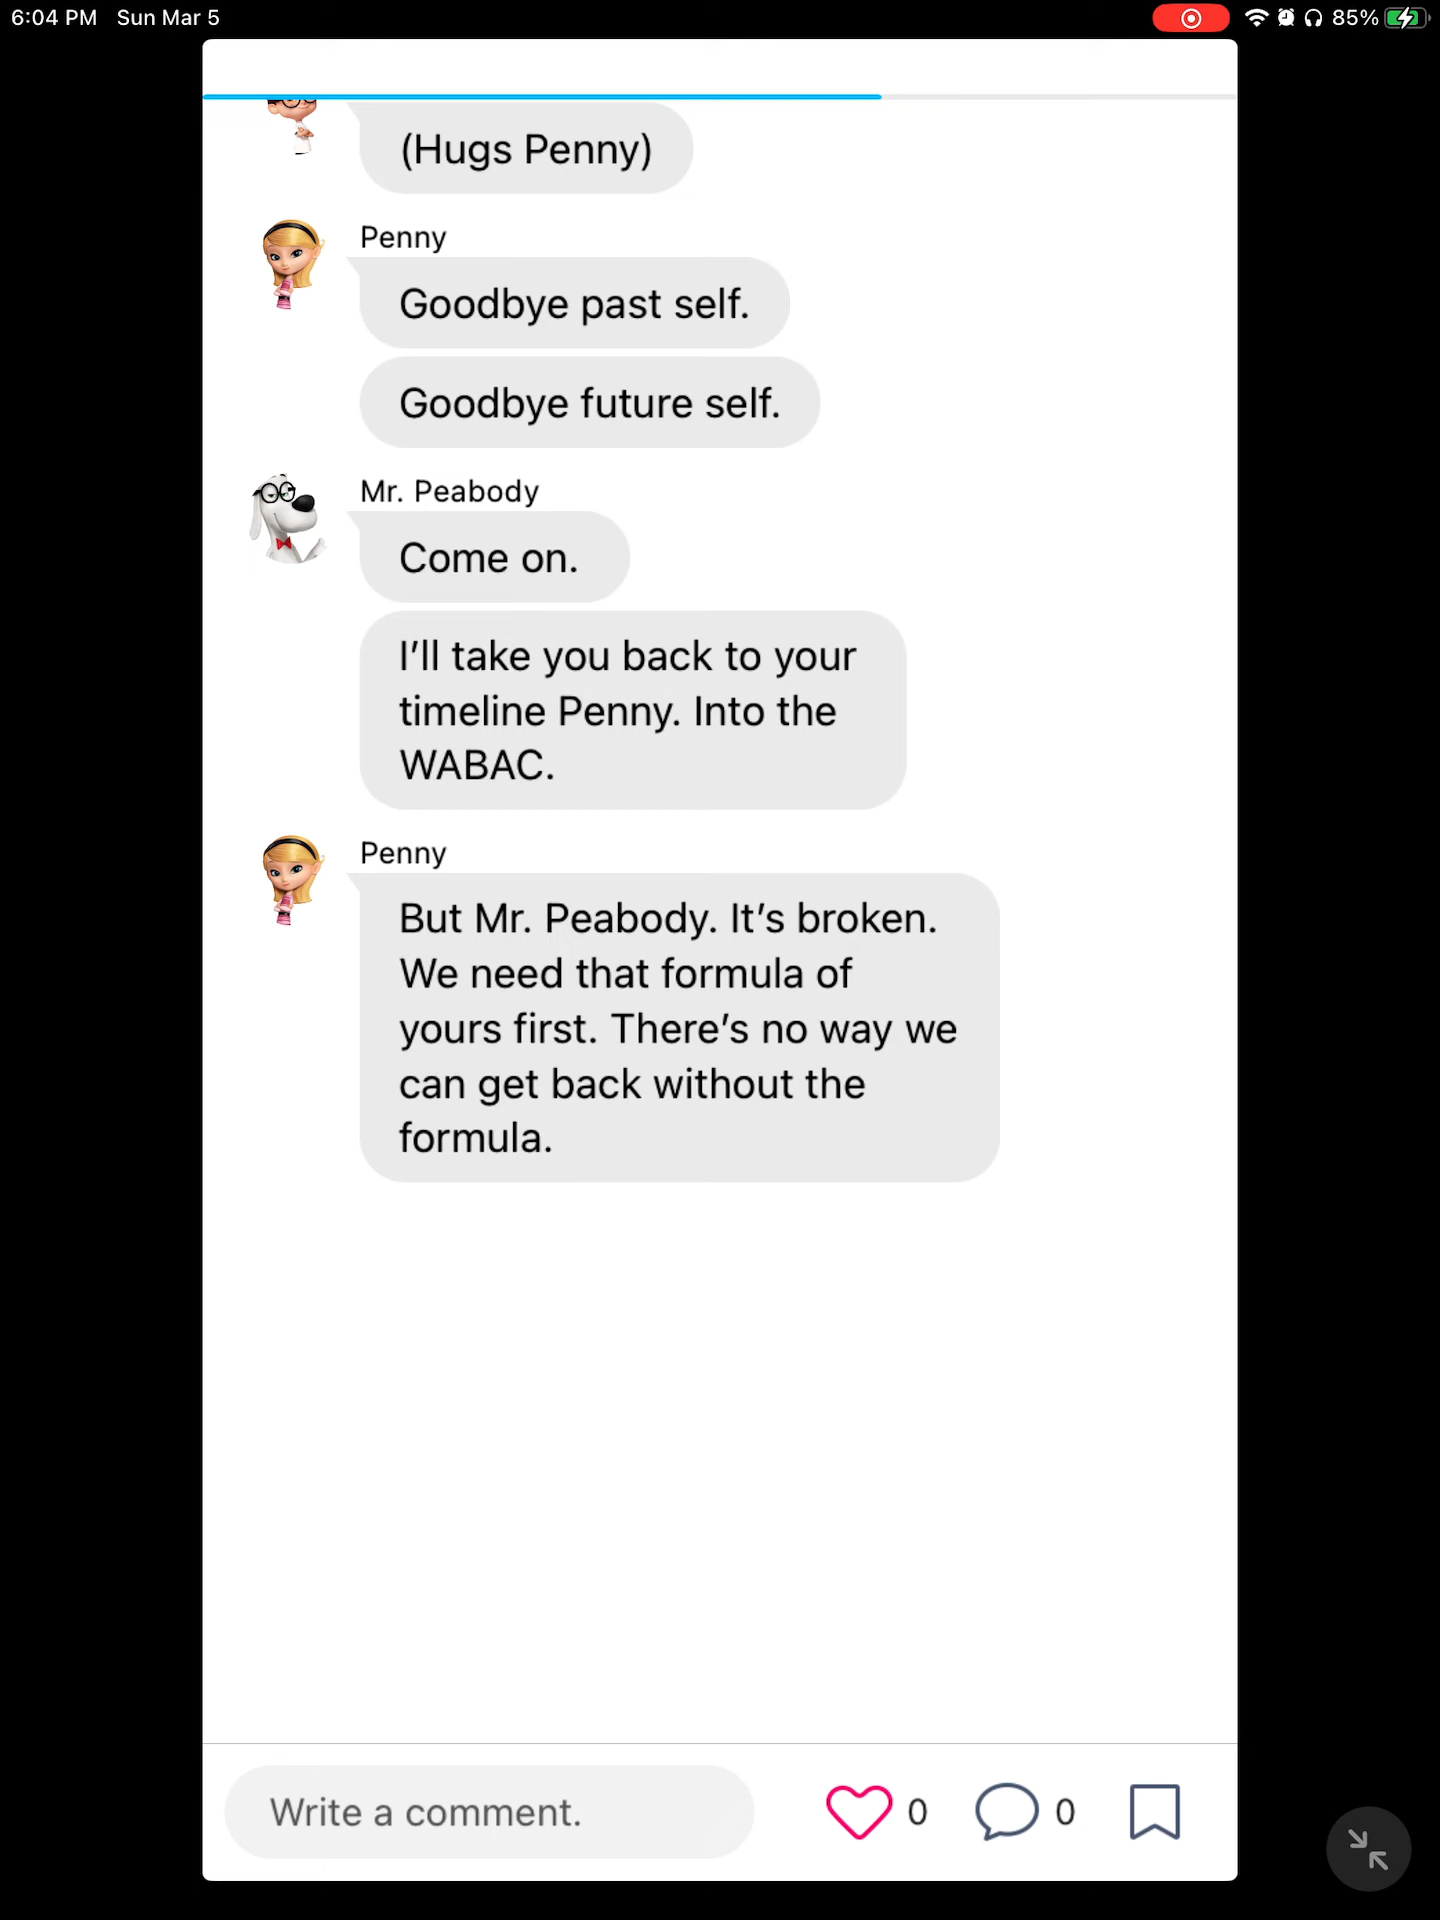 6:04 PM Sun Mar 5
85%
(Hugs Penny)
Penny
Goodbye past self.
Goodbye future self.
Mr. Peabody
Come on.
I’ll take you back to your
timeline Penny. Into the
WABAC.
Penny
But Mr. Peabody. It’s broken.
We need that formula of
yours first. There’s no way we
can get back without the
formula.
Write a comment.
0
0